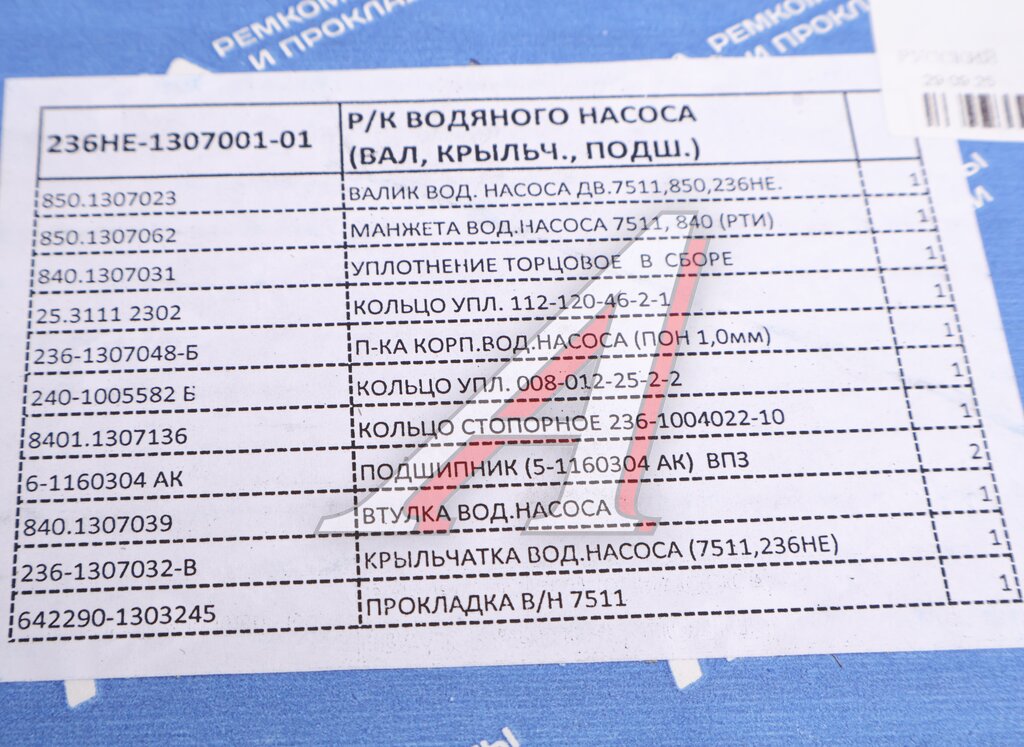 РЕМКОМ
И ПРОКЛАД
РЕМКОМПЛ
И ПРОКЛ
29.09.25
236НЕ-1307001-01
Р/К ВОДЯНОГО НАСОСА
(ВАЛ, КРЫЛЬЧ., ПОДШ.)
850.1307023 ВАЛИК ВОД. НАСОСА ДВ.7511,850,236НЕ. 1
850.1307062 МАНЖЕТА ВОД.НАСОСА 7511, 840 (РТИ) 1
840.1307031 УПЛОТНЕНИЕ ТОРЦОВОЕ В СБОРЕ 1
25.3111 2302 КОЛЬЦО УПЛ. 112-120-46-2-1 1
236-1307048-Б П-КА КОРП.ВОД.НАСОСА (ПОН 1,0мм) 1
240-1005582 Б КОЛЬЦО УПЛ. 008-012-25-2-2 1
8401.1307136 КОЛЬЦО СТОПОРНОЕ 236-1004022-10 1
6-1160304 АК ПОДШИПНИК (5-1160304 АК) ВПЗ 2
840.1307039 ВТУЛКА ВОД.НАСОСА 1
236-1307032-В КРЫЛЬЧАТКА ВОД.НАСОСА (7511,236НЕ) 1
642290-1303245 ПРОКЛАДКА В/Н 7511 1